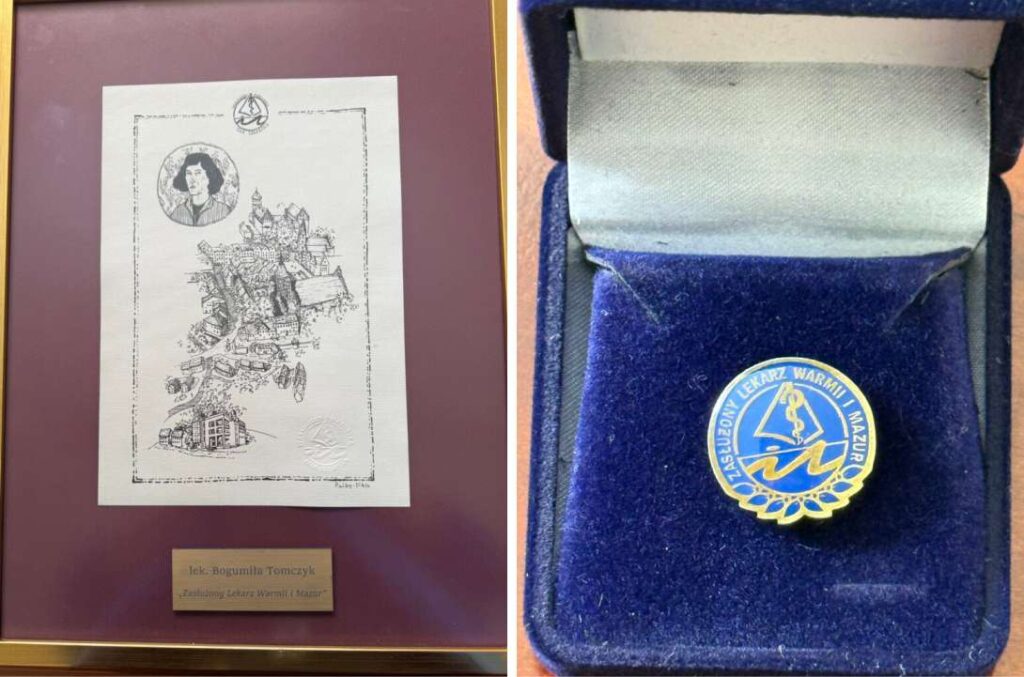 lek. Bogumiła Tomczyk
„Zasłużony Lekarz Warmii i Mazur”
ZASŁUŻONY LEKARZ WARMII I MAZUR